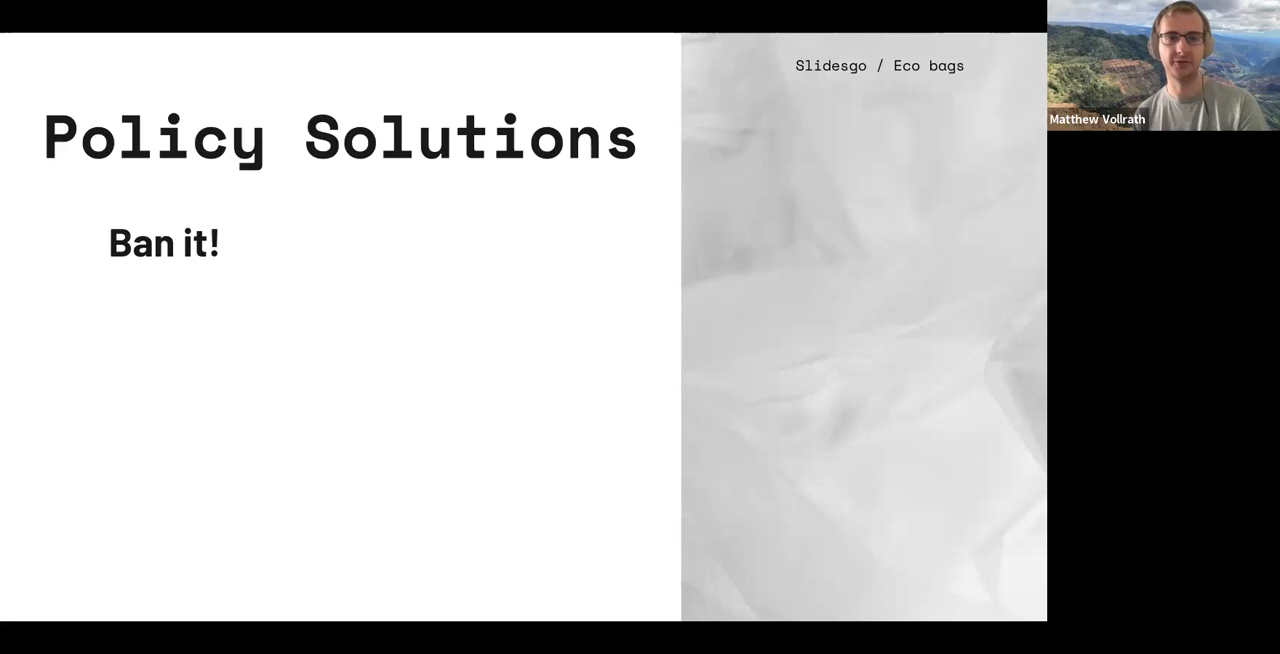 Slidesgo / Eco bags
Policy Solutions
Ban it!
Matthew Vollrath